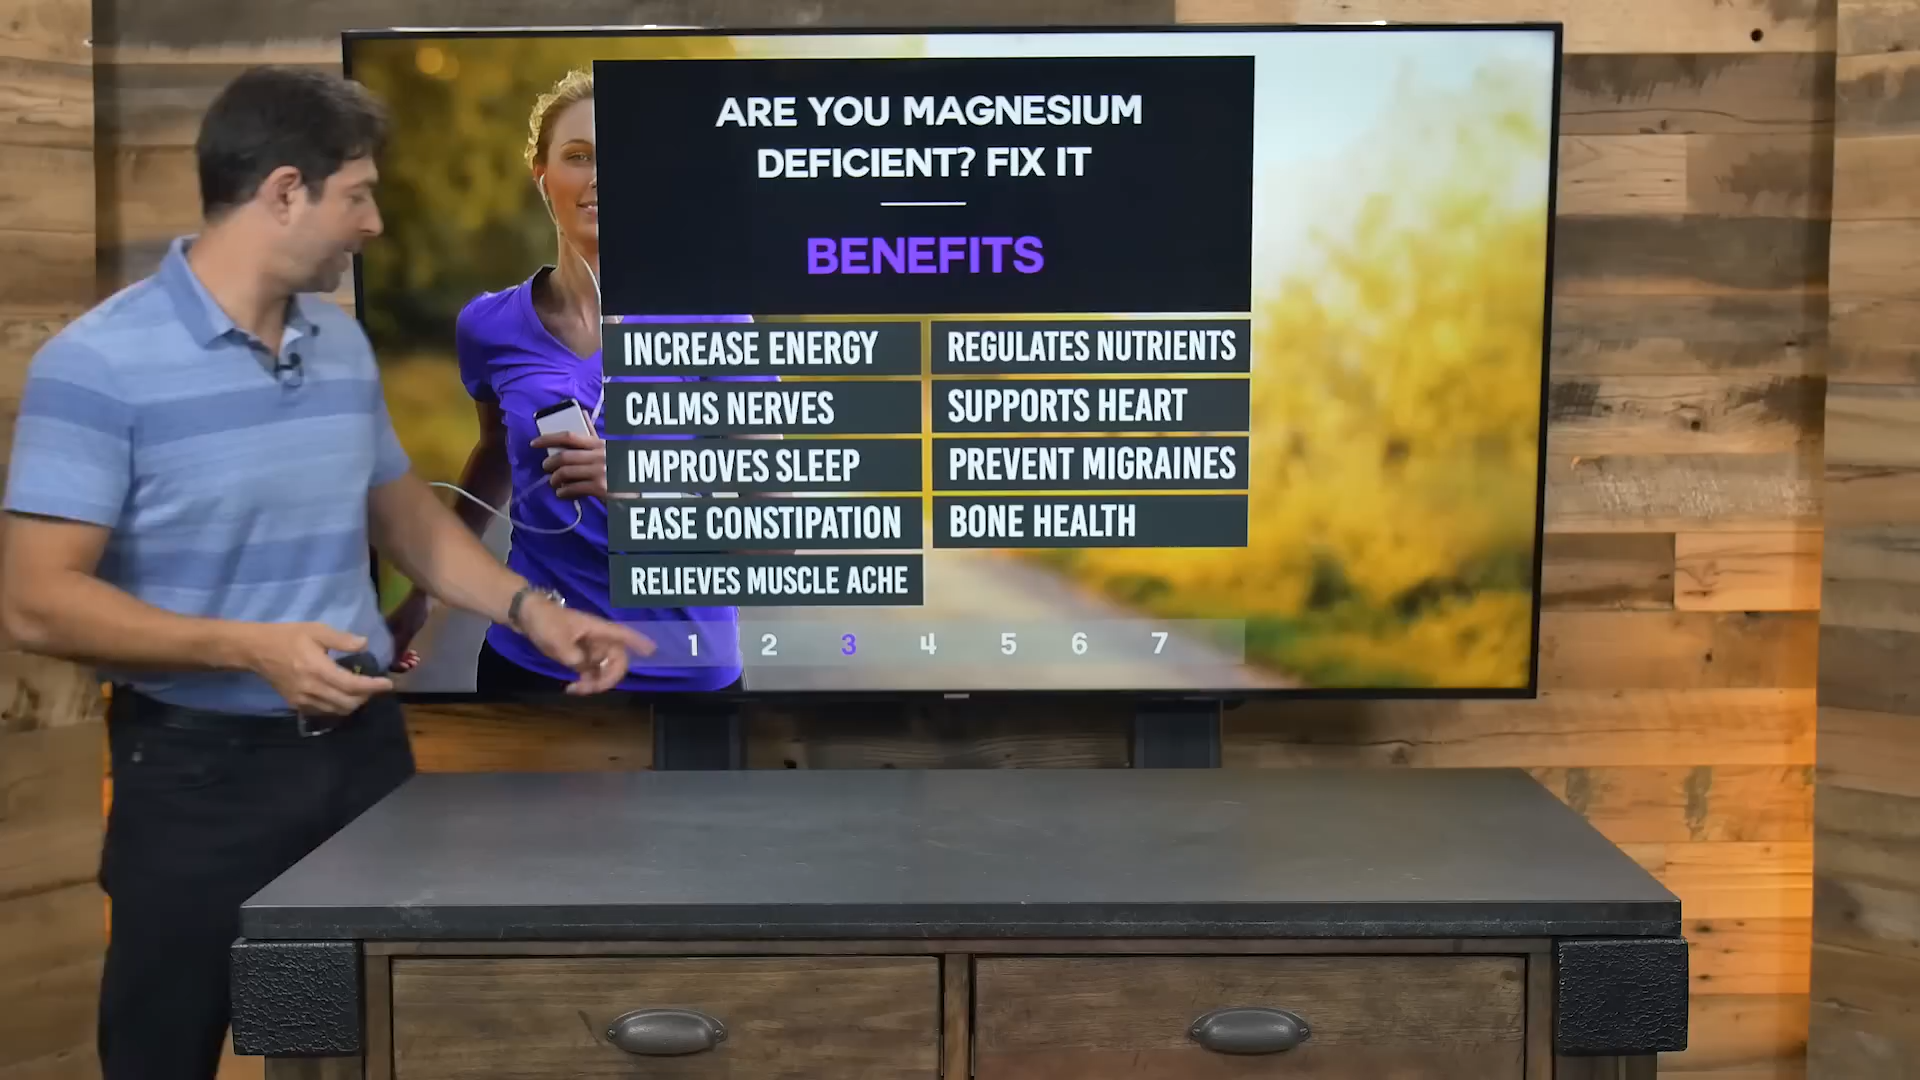 ARE YOU MAGNESIUM
DEFICIENT? FIX IT
BENEFITS
INCREASE ENERGY
CALMS NERVES
IMPROVES SLEEP
EASE CONSTIPATION
RELIEVES MUSCLE ACHE
REGULATES NUTRIENTS
SUPPORTS HEART
PREVENT MIGRAINES
BONE HEALTH
1 2 3 4 5 6 7